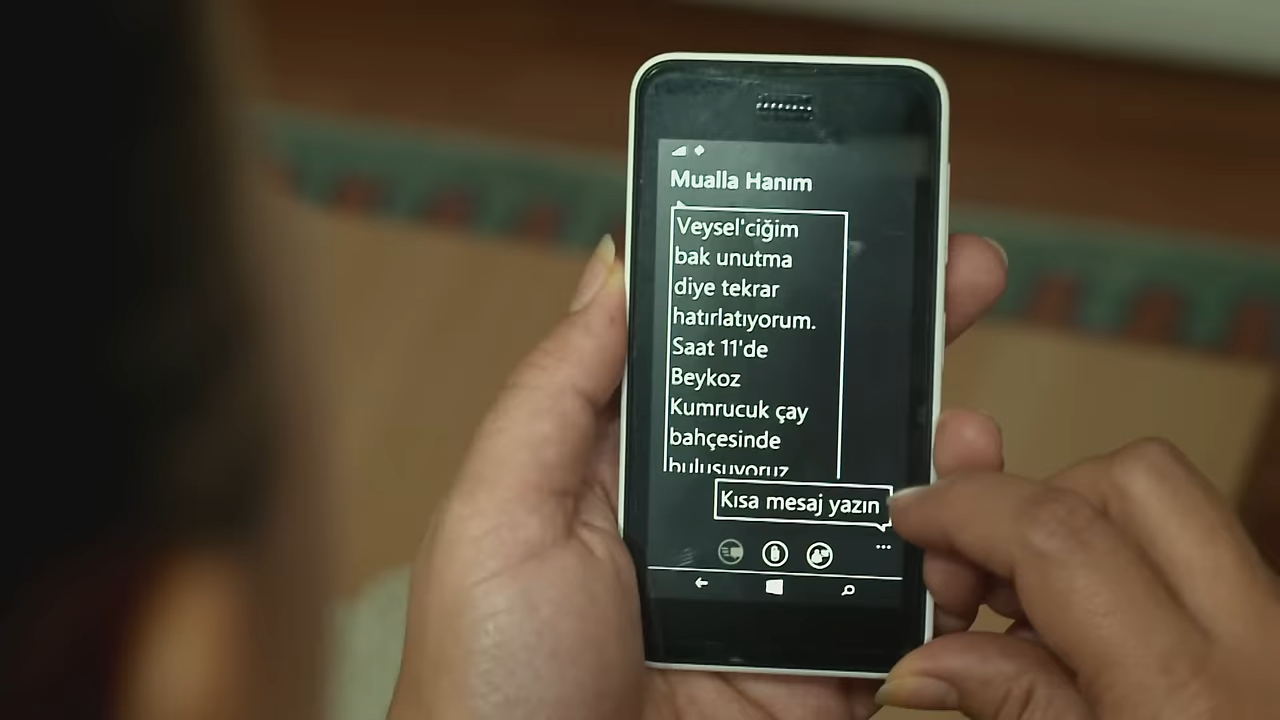 Mualla Hanım
Veysel'ciğim
bak unutma
diye tekrar
hatırlatıyorum.
Saat 11'de
Beykoz
Kumrucuk çay
bahçesinde
buluşuyoruz
Kısa mesaj yazın